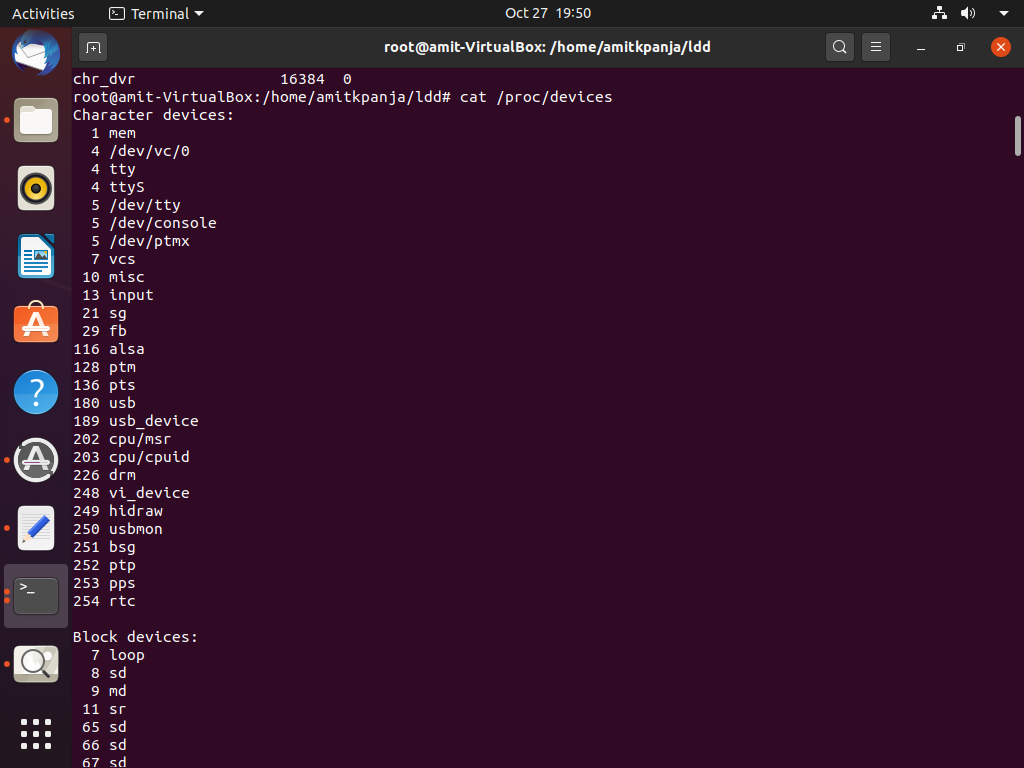 Activities Terminal Oct 27 19:50
root@amit-VirtualBox: /home/amitkpanja/ldd
chr_dvr 16384 0
root@amit-VirtualBox:/home/amitkpanja/ldd# cat /proc/devices
Character devices:
1 mem
4 /dev/vc/0
4 tty
4 ttyS
5 /dev/tty
5 /dev/console
5 /dev/ptmx
7 vcs
10 misc
13 input
21 sg
29 fb
116 alsa
128 ptm
136 pts
180 usb
189 usb_device
202 cpu/msr
203 cpu/cpuid
226 drm
248 vi_device
249 hidraw
250 usbmon
251 bsg
252 ptp
253 pps
254 rtc
Block devices:
7 loop
8 sd
9 md
11 sr
65 sd
66 sd
67 sd